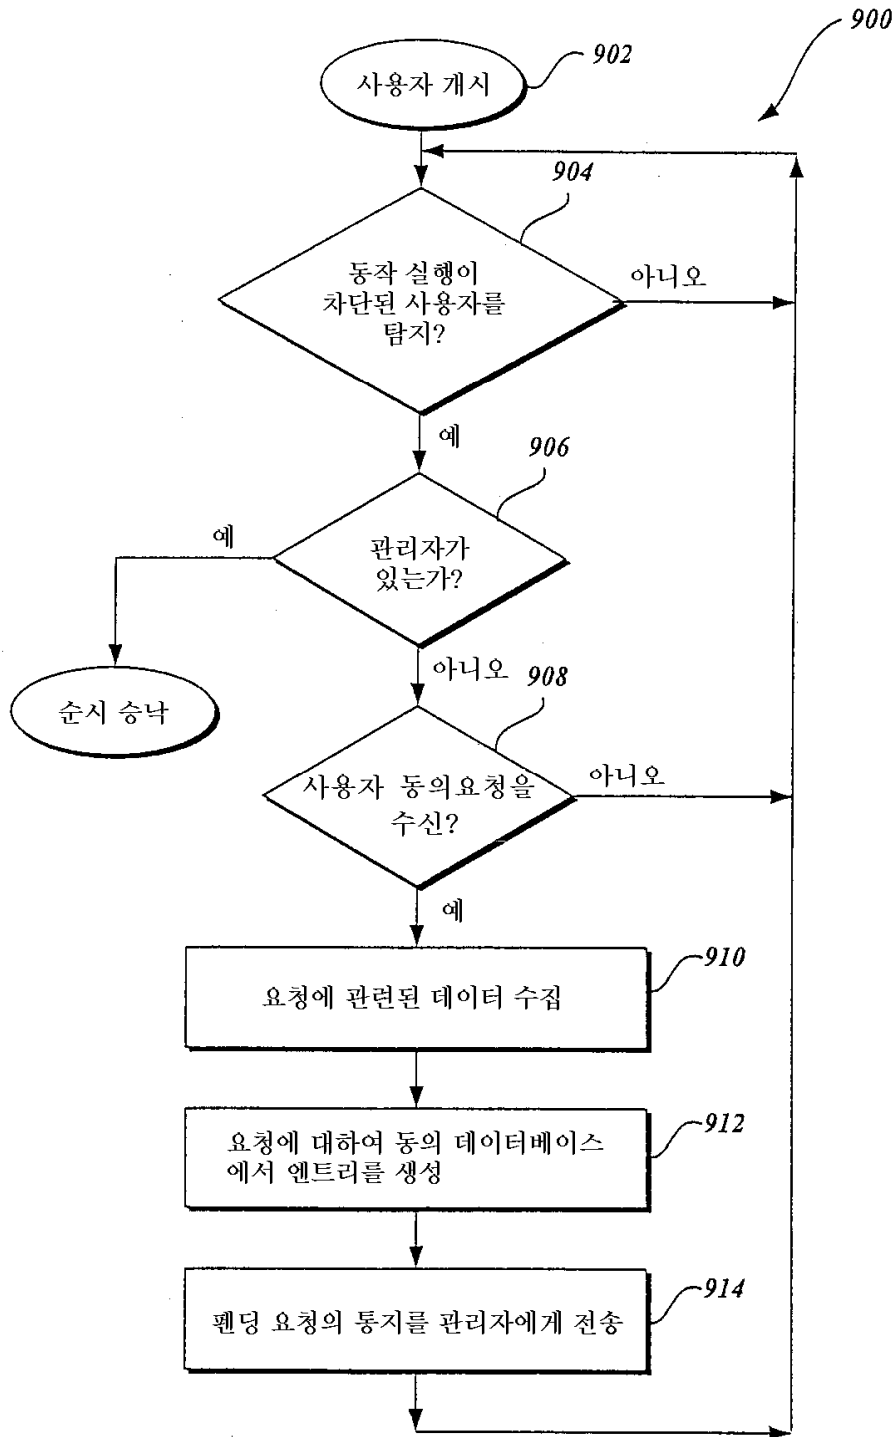 900
사용자 개시
902
904
동작 실행이
차단된 사용자를
탐지?
아니오
예
906
관리자가
있는가?
예
순시 승낙
아니오
908
사용자 동의요청을
수신?
아니오
예
요청에 관련된 데이터 수집
910
요청에 대하여 동의 데이터베이스
에서 엔트리를 생성
912
펜딩 요청의 통지를 관리자에게 전송
914